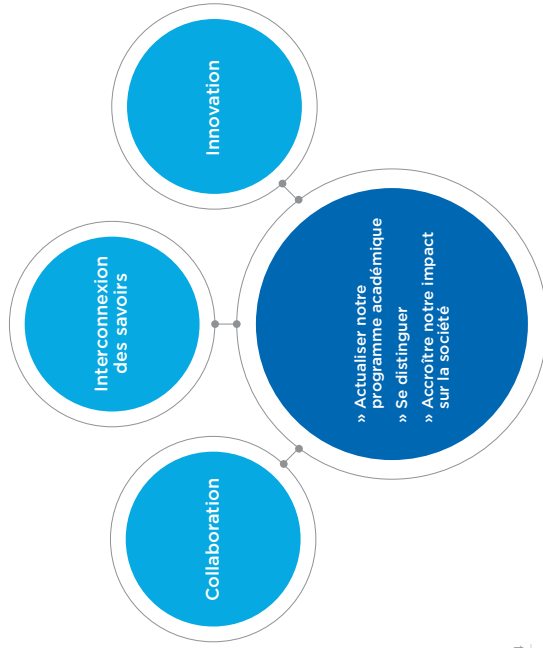 Collaboration
Interconnexion
des savoirs
Innovation
» Actualiser notre
programme académique
» Se distinguer
» Accroître notre impact
sur la société